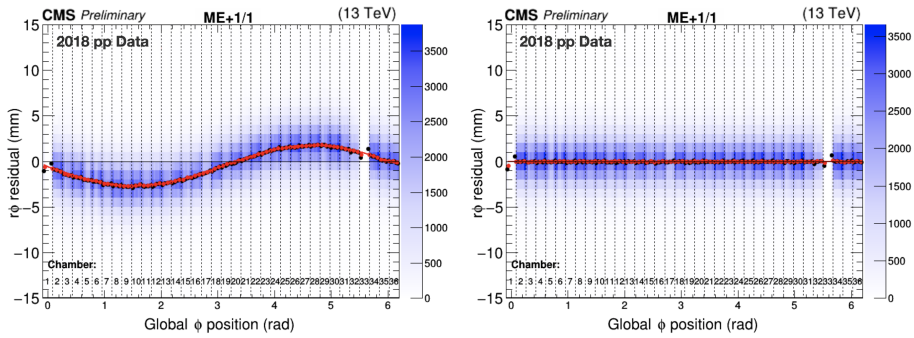 CMS Preliminary ME+1/1 (13 TeV)
2018 pp Data
rϕ residual (mm)
15
10
5
0
−5
−10
−15
3500
3000
2500
2000
1500
1000
500
0
Chamber:
1 2 3 4 5 6 7 8 9 10 11 12 13 14 15 16 17 18 19 20 21 22 23 24 25 26 27 28 29 30 31 32 33 34 35 36
0 1 2 3 4 5 6
Global ϕ position (rad)
CMS Preliminary ME+1/1 (13 TeV)
2018 pp Data
rϕ residual (mm)
15
10
5
0
−5
−10
−15
3500
3000
2500
2000
1500
1000
500
0
Chamber:
1 2 3 4 5 6 7 8 9 10 11 12 13 14 15 16 17 18 19 20 21 22 23 24 25 26 27 28 29 30 31 32 33 34 35 36
0 1 2 3 4 5 6
Global ϕ position (rad)